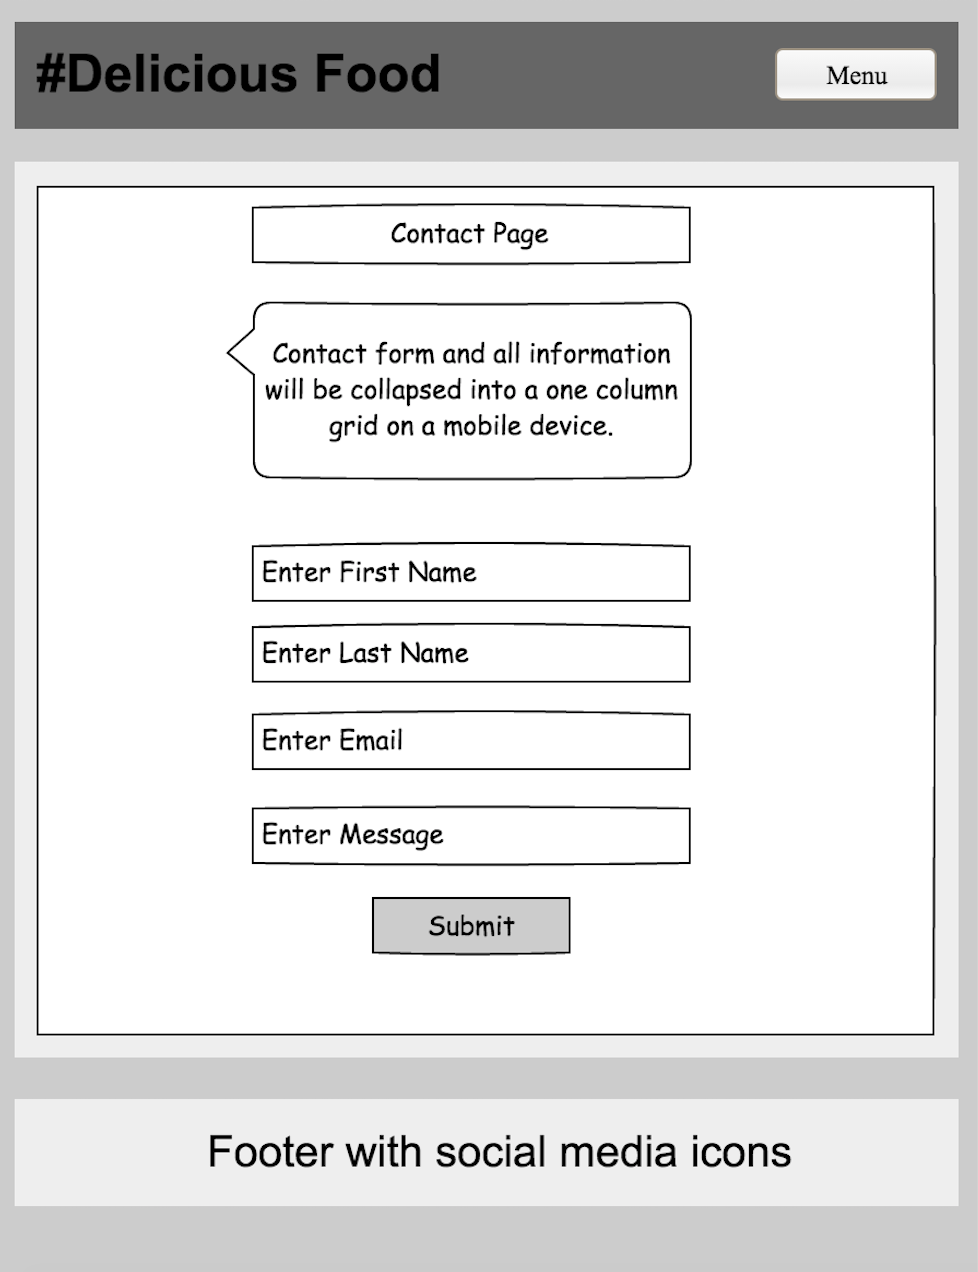 #Delicious Food
Menu
Contact Page
Contact form and all information
will be collapsed into a one column
grid on a mobile device.
Enter First Name
Enter Last Name
Enter Email
Enter Message
Submit
Footer with social media icons